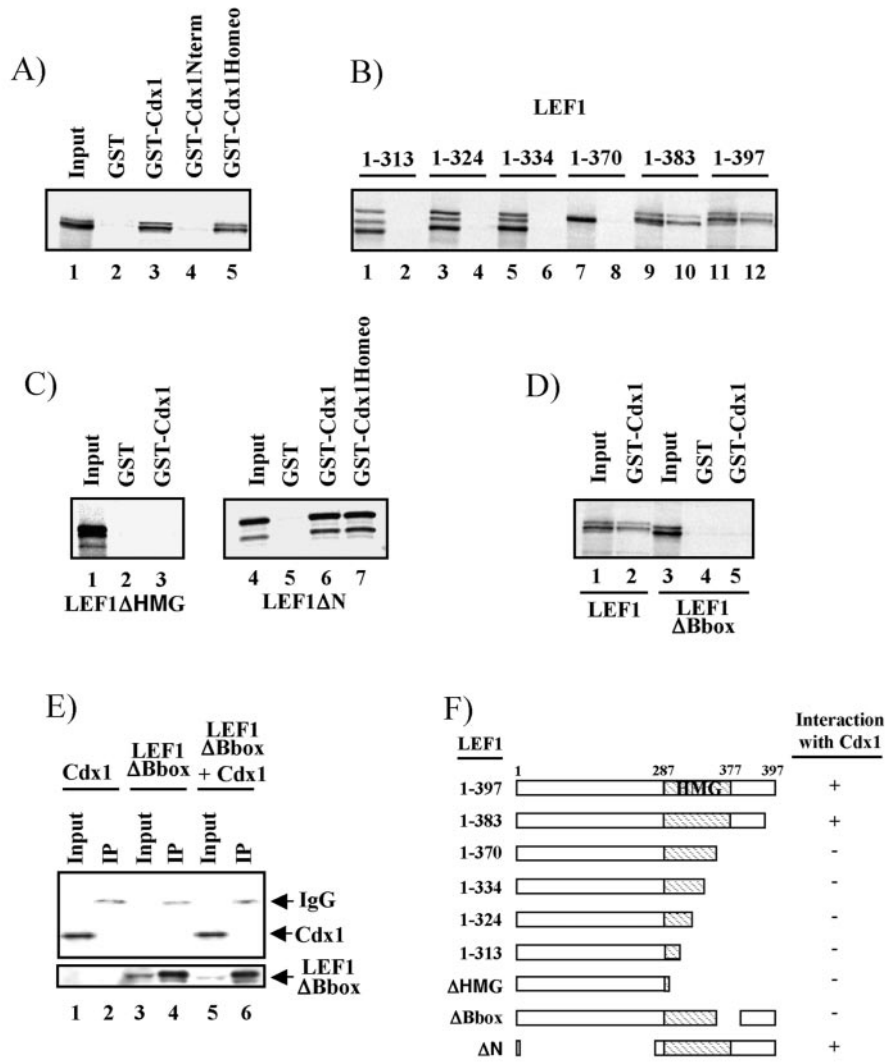 A)
Input
GST
GST-Cdx1
GST-Cdx1Nterm
GST-Cdx1Homeo
1 2 3 4 5
B)
LEF1
1-313 1-324 1-334 1-370 1-383 1-397
1 2 3 4 5 6 7 8 9 10 11 12
C)
Input
GST
GST-Cdx1
1 2 3
LEF1ΔHMG
Input
GST
GST-Cdx1
GST-Cdx1Homeo
4 5 6 7
LEF1ΔN
D)
Input
GST-Cdx1
Input
GST
GST-Cdx1
1 2 3 4 5
LEF1
LEF1
ΔBbox
E)
Cdx1
LEF1
ΔBbox
LEF1
ΔBbox
+ Cdx1
Input
IP
Input
IP
Input
IP
IgG
Cdx1
LEF1
ΔBbox
1 2 3 4 5 6
F)
LEF1
Interaction
with Cdx1
1 287 377 397
1-397 HMG +
1-383 +
1-370 -
1-334 -
1-324 -
1-313 -
ΔHMG -
ΔBbox -
ΔN +